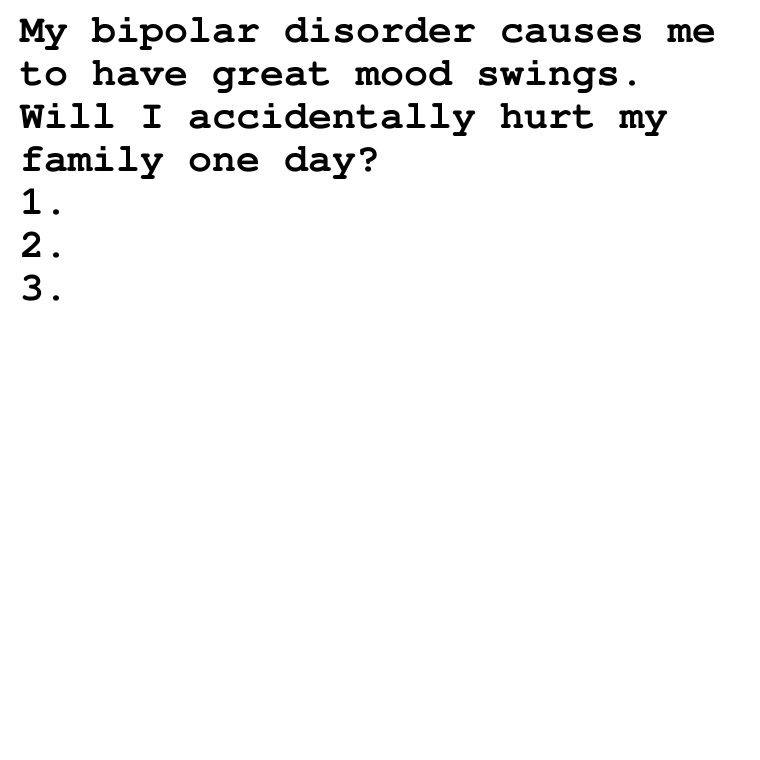 My bipolar disorder causes me
to have great mood swings.
Will I accidentally hurt my
family one day?
1.
2.
3.